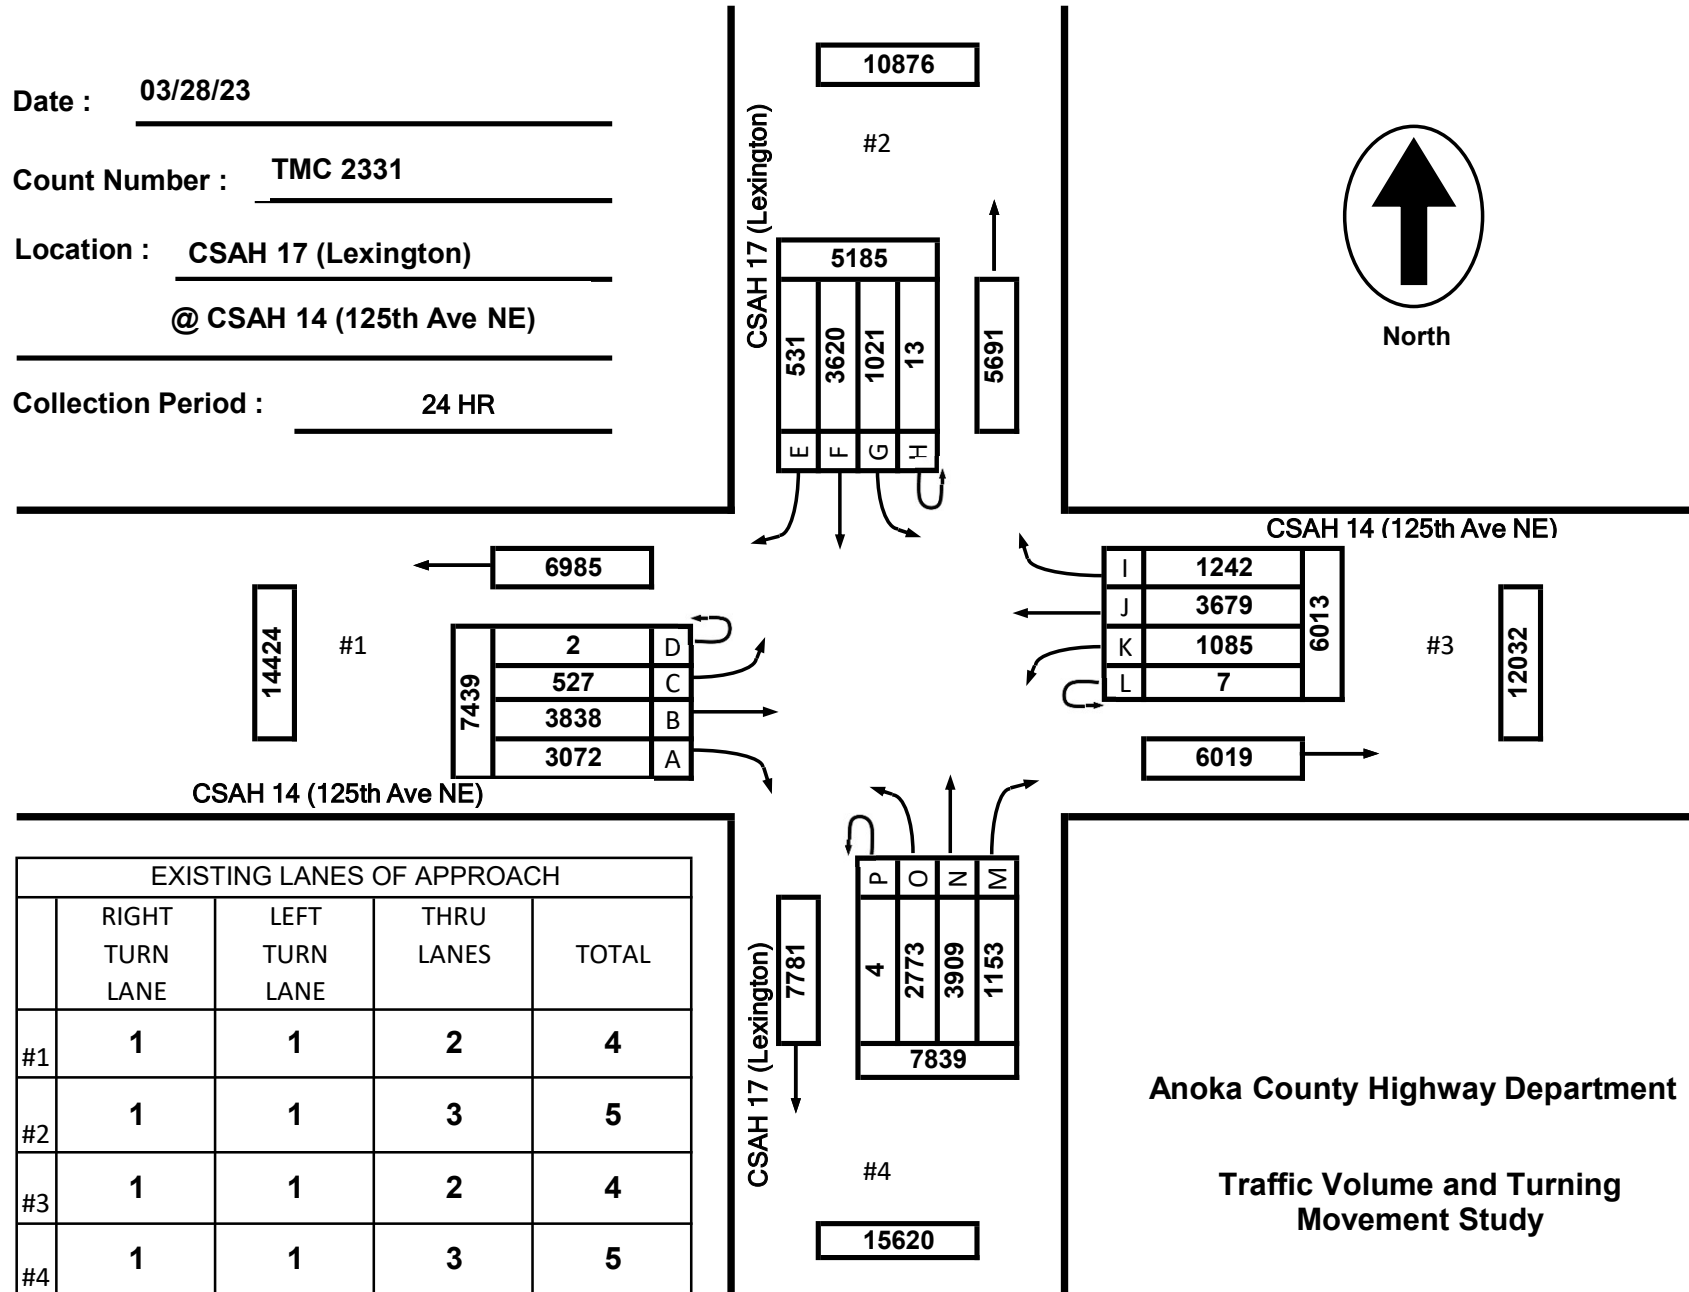 Date : 03/28/23
Count Number : TMC 2331
Location : CSAH 17 (Lexington)
@ CSAH 14 (125th Ave NE)
Collection Period : 24 HR
10876
#2
CSAH 17 (Lexington)
5185
531 3620 1021 13
E F G H
5691
North
CSAH 14 (125th Ave NE)
6985
14424
#1
7439
2 D
527 C
3838 B
3072 A
CSAH 14 (125th Ave NE)
I 1242
J 3679
K 1085
L 7
6013
#3
12032
6019
P O N M
4 2773 3909 1153
7839
7781
CSAH 17 (Lexington)
#4
15620
EXISTING LANES OF APPROACH
RIGHT LEFT THRU
TURN TURN LANES TOTAL
LANE LANE
#1 1 1 2 4
#2 1 1 3 5
#3 1 1 2 4
#4 1 1 3 5
Anoka County Highway Department
Traffic Volume and Turning
Movement Study